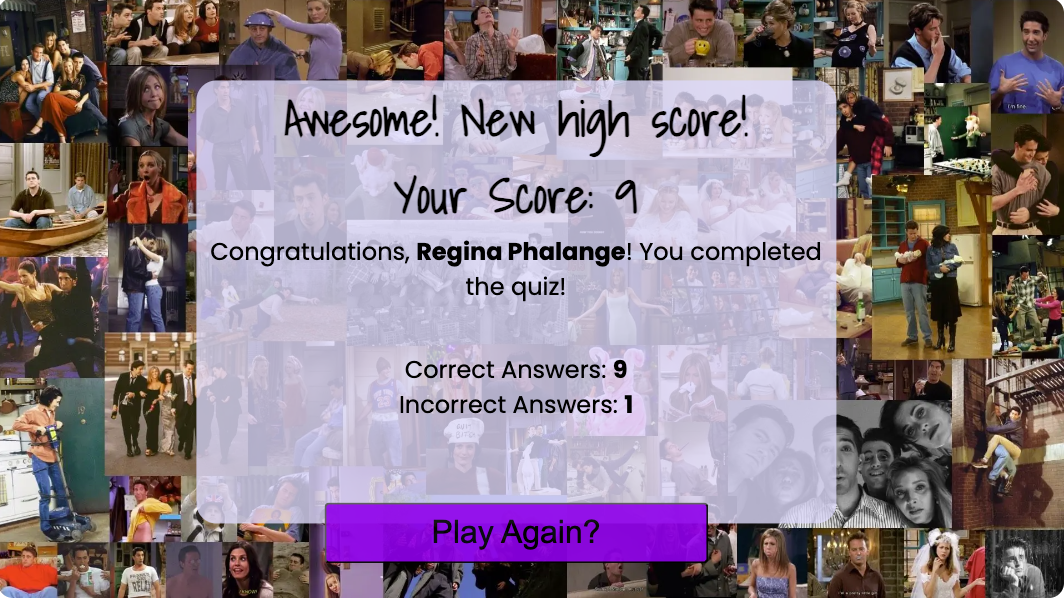 Awesome! New high score!
Your Score: 9
Congratulations, Regina Phalange! You completed
the quiz!
Correct Answers: 9
Incorrect Answers: 1
Play Again?
I'm fine.